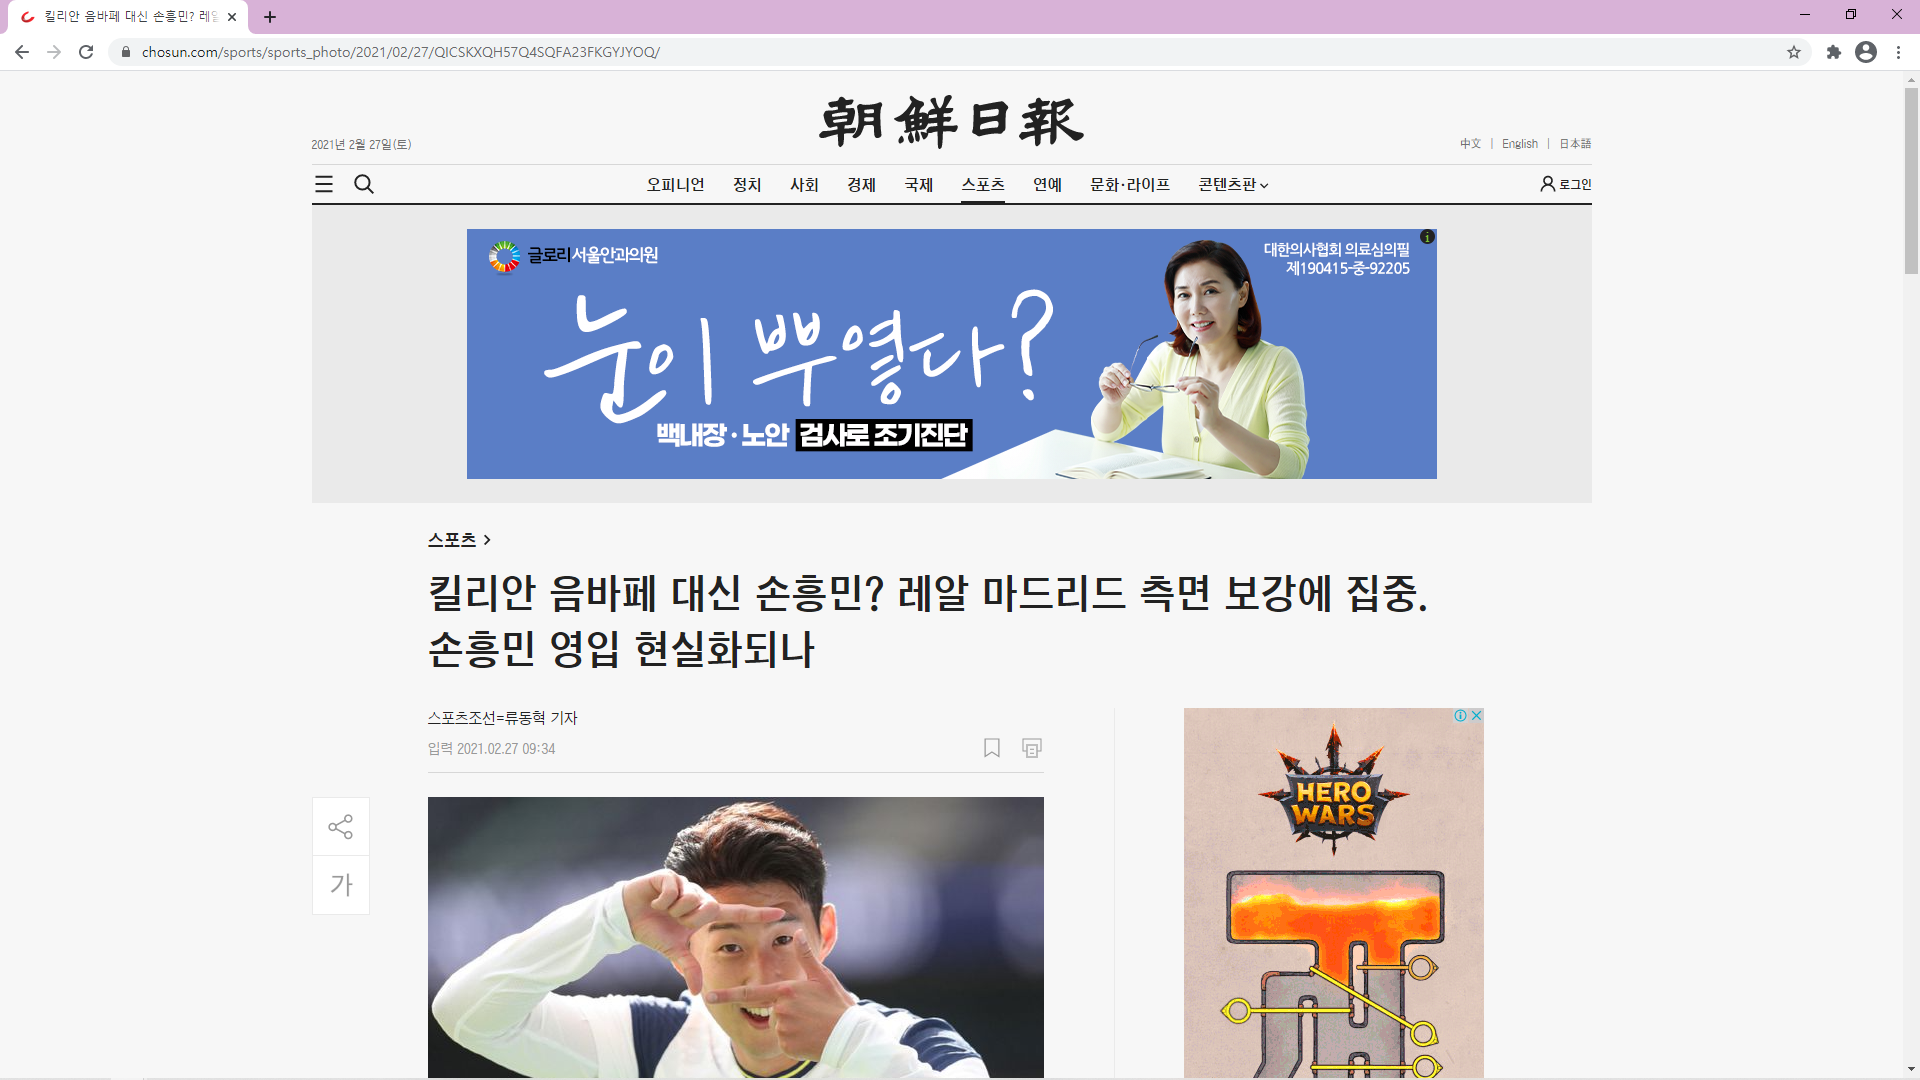 킬리안 음바페 대신 손흥민? 레알
chosun.com/sports/sports_photo/2021/02/27/QICSKXQH57Q4SQFA23FKGYJYOQ/
朝鮮日報
2021년 2월 27일(토)
中文 | English | 日本語
오피니언 정치 사회 경제 국제 스포츠 연예 문화·라이프 콘텐츠판
로그인
글로리서울안과의원
대한의사협회 의료심의필
제190415-중-92205
눈이 뿌옇다?
백내장·노안 검사로 조기진단
스포츠 >
킬리안 음바페 대신 손흥민? 레알 마드리드 측면 보강에 집중.
손흥민 영입 현실화되나
스포츠조선=류동혁 기자
입력 2021.02.27 09:34
가
HERO
WARS